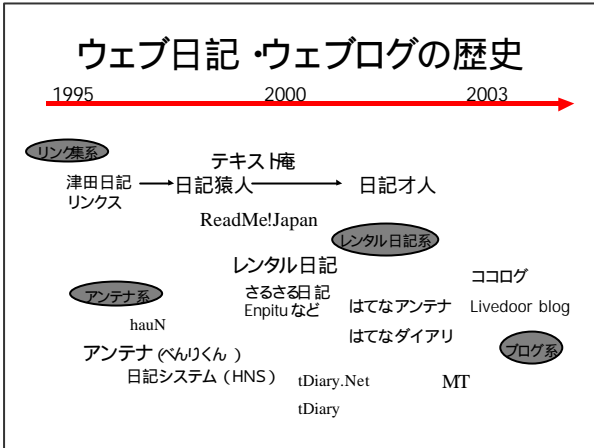 ウェブ日記・ウェブログの歴史
1995 2000 2003
リンク集系
テキスト庵
津田日記
リンクス
日記猿人
日記才人
ReadMe!Japan
レンタル日記系
レンタル日記
さるさる日記
Enpituなど
ココログ
アンテナ系
はてなアンテナ
Livedoor blog
hauN
はてなダイアリ
ブログ系
アンテナ(べんりくん)
日記システム(HNS)
tDiary.Net
MT
tDiary